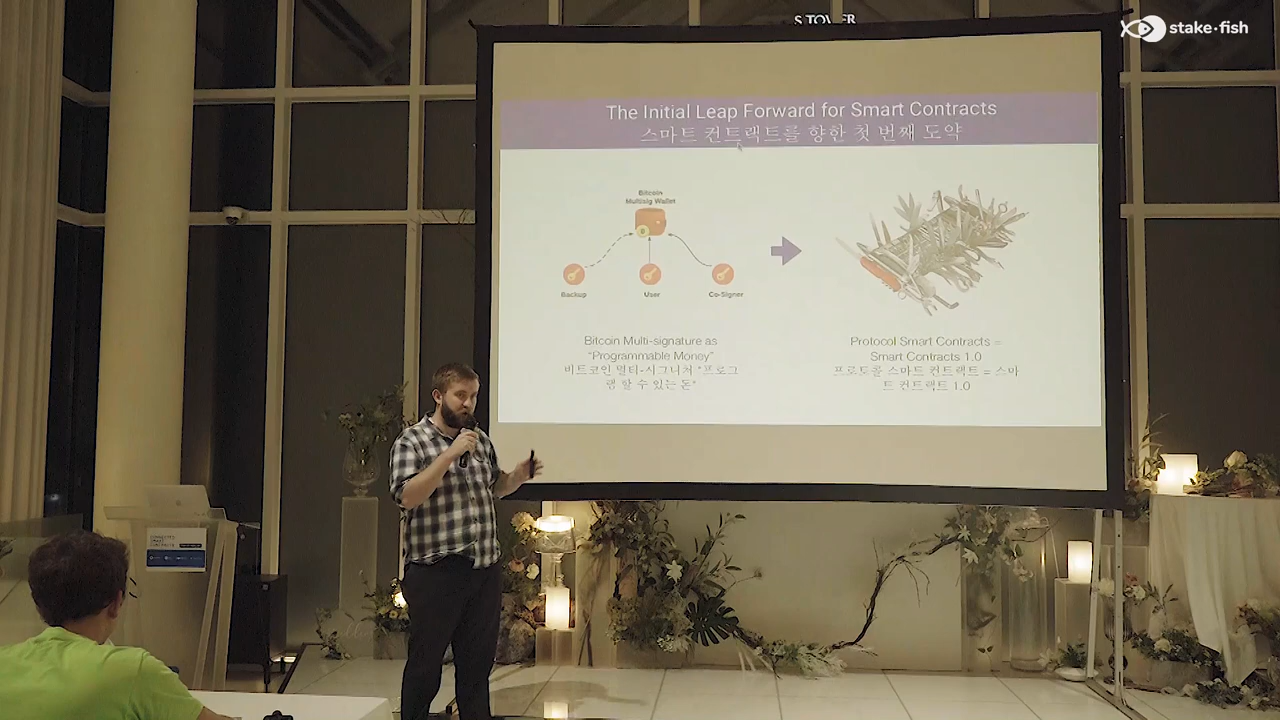 S TOWER
stake·fish
The Initial Leap Forward for Smart Contracts
스마트 컨트랙트를 향한 첫 번째 도약
Bitcoin
Multisig Wallet
Backup
User
Co-Signer
Bitcoin Multi-signature as
"Programmable Money"
비트코인 멀티-시그니처 "프로그
램 할 수 있는 돈"
Protocol Smart Contracts =
Smart Contracts 1.0
프로토콜 스마트 컨트랙트 = 스마
트 컨트랙트 1.0